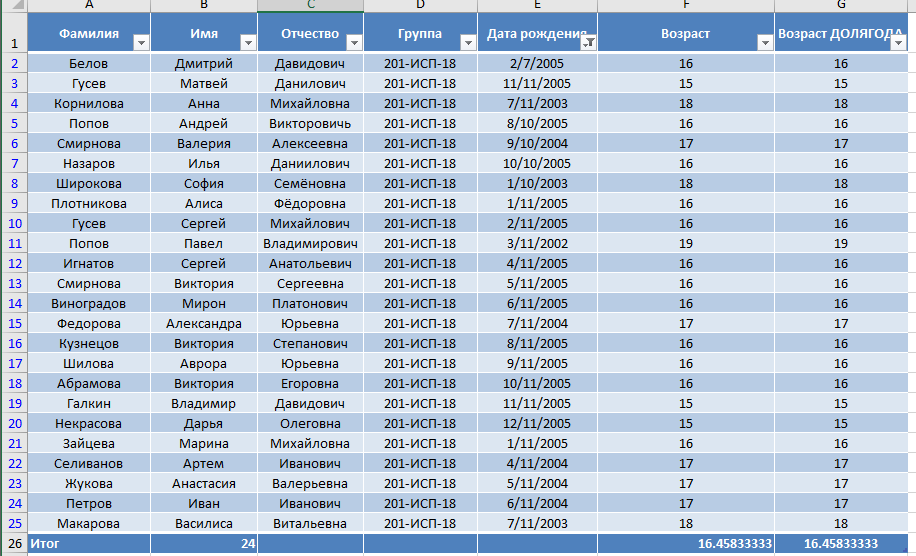 A B C D E F G
1 Фамилия Имя Отчество Группа Дата рождения Возраст Возраст ДОЛЯГОДА
2 Белов Дмитрий Давидович 201-ИСП-18 2/7/2005 16 16
3 Гусев Матвей Данилович 201-ИСП-18 11/11/2005 15 15
4 Корнилова Анна Михайловна 201-ИСП-18 7/11/2003 18 18
5 Попов Андрей Викторовичь 201-ИСП-18 8/10/2005 16 16
6 Смирнова Валерия Алексеевна 201-ИСП-18 9/10/2004 17 17
7 Назаров Илья Даниилович 201-ИСП-18 10/10/2005 16 16
8 Широкова София Семёновна 201-ИСП-18 1/10/2003 18 18
9 Плотникова Алиса Фёдоровна 201-ИСП-18 1/11/2005 16 16
10 Гусев Сергей Михайлович 201-ИСП-18 2/11/2005 16 16
11 Попов Павел Владимирович 201-ИСП-18 3/11/2002 19 19
12 Игнатов Сергей Анатольевич 201-ИСП-18 4/11/2005 16 16
13 Смирнова Виктория Сергеевна 201-ИСП-18 5/11/2005 16 16
14 Виноградов Мирон Платонович 201-ИСП-18 6/11/2005 16 16
15 Федорова Александра Юрьевна 201-ИСП-18 7/11/2004 17 17
16 Кузнецов Виктория Степанович 201-ИСП-18 8/11/2005 16 16
17 Шилова Аврора Юрьевна 201-ИСП-18 9/11/2005 16 16
18 Абрамова Виктория Егоровна 201-ИСП-18 10/11/2005 16 16
19 Галкин Владимир Давидович 201-ИСП-18 11/11/2005 15 15
20 Некрасова Дарья Олеговна 201-ИСП-18 12/11/2005 15 15
21 Зайцева Марина Михайловна 201-ИСП-18 1/11/2005 16 16
22 Селиванов Артем Иванович 201-ИСП-18 4/11/2004 17 17
23 Жукова Анастасия Валерьевна 201-ИСП-18 5/11/2004 17 17
24 Петров Иван Иванович 201-ИСП-18 6/11/2004 17 17
25 Макарова Василиса Витальевна 201-ИСП-18 7/11/2003 18 18
26 Итог 24 16.45833333 16.45833333